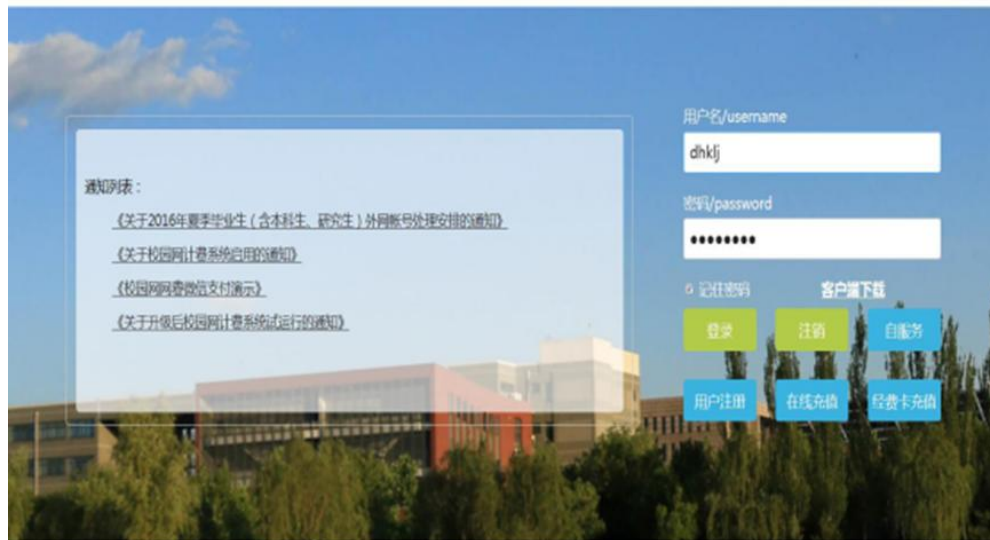 通知列表：
《关于2016年夏季毕业生（含本科生、研究生）外网帐号处理安排的通知》
《关于校园网计费系统启用的通知》
《校园网网费微信支付演示》
《关于升级后校园网计费系统试运行的通知》
用户名/username
dhklj
密码/password
记住密码 客户端下载
登录 注销 自服务
用户注册 在线充值 经费卡充值